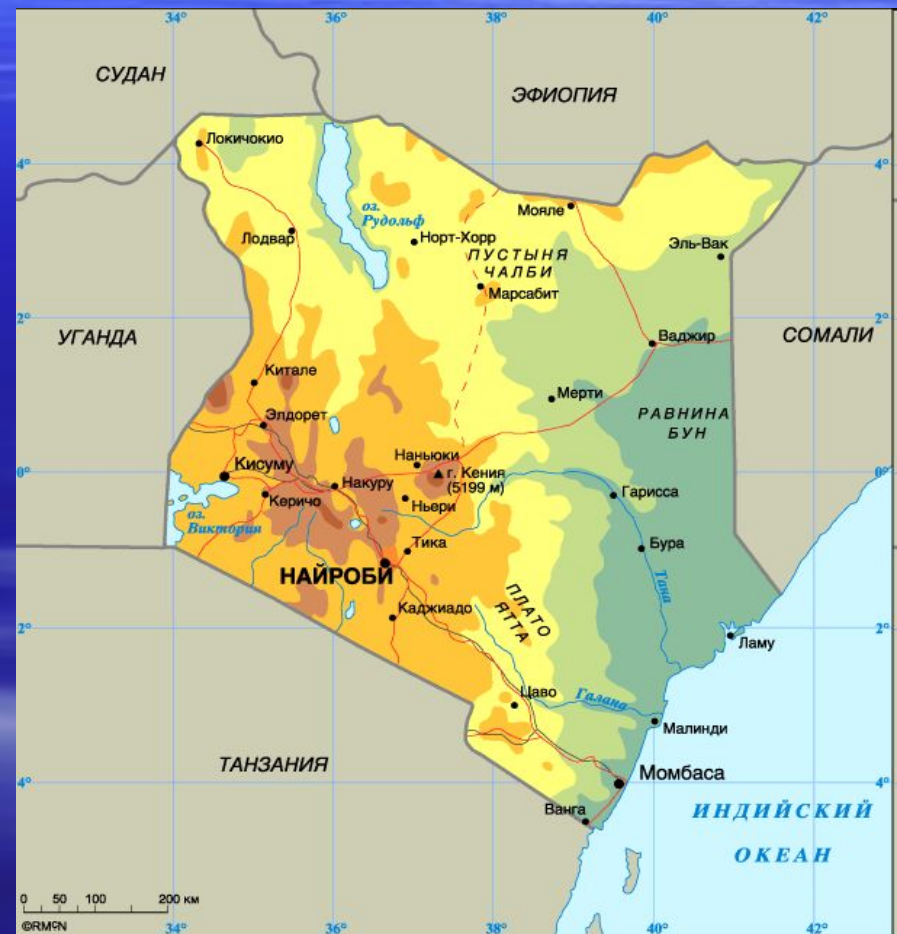 34°
36°
38°
40°
42°
СУДАН
ЭФИОПИЯ
Локичокио
4°
4°
оз.
Рудольф
Мояле
Лодвар
Норт-Хорр
Эль-Вак
ПУСТЫНЯ
ЧАЛБИ
Марсабит
2°
2°
УГАНДА
Ваджир
СОМАЛИ
Китале
Мерти
РАВНИНА
БУН
Элдорет
Наньюки
Кисуму
0°
0°
г. Кения
(5199 м)
Накуру
Керичо
Ньери
Гарисса
оз.
Виктория
Тика
Бура
НАЙРОБИ
Тана
ПЛАТО
ЯТТА
Каджиадо
2°
2°
Ламу
Цаво
Галана
Малинди
ТАНЗАНИЯ
Момбаса
4°
4°
Ванга
ИНДИЙСКИЙ
ОКЕАН
0 50 100 200 км
©RMCN
34°
36°
38°
40°
42°